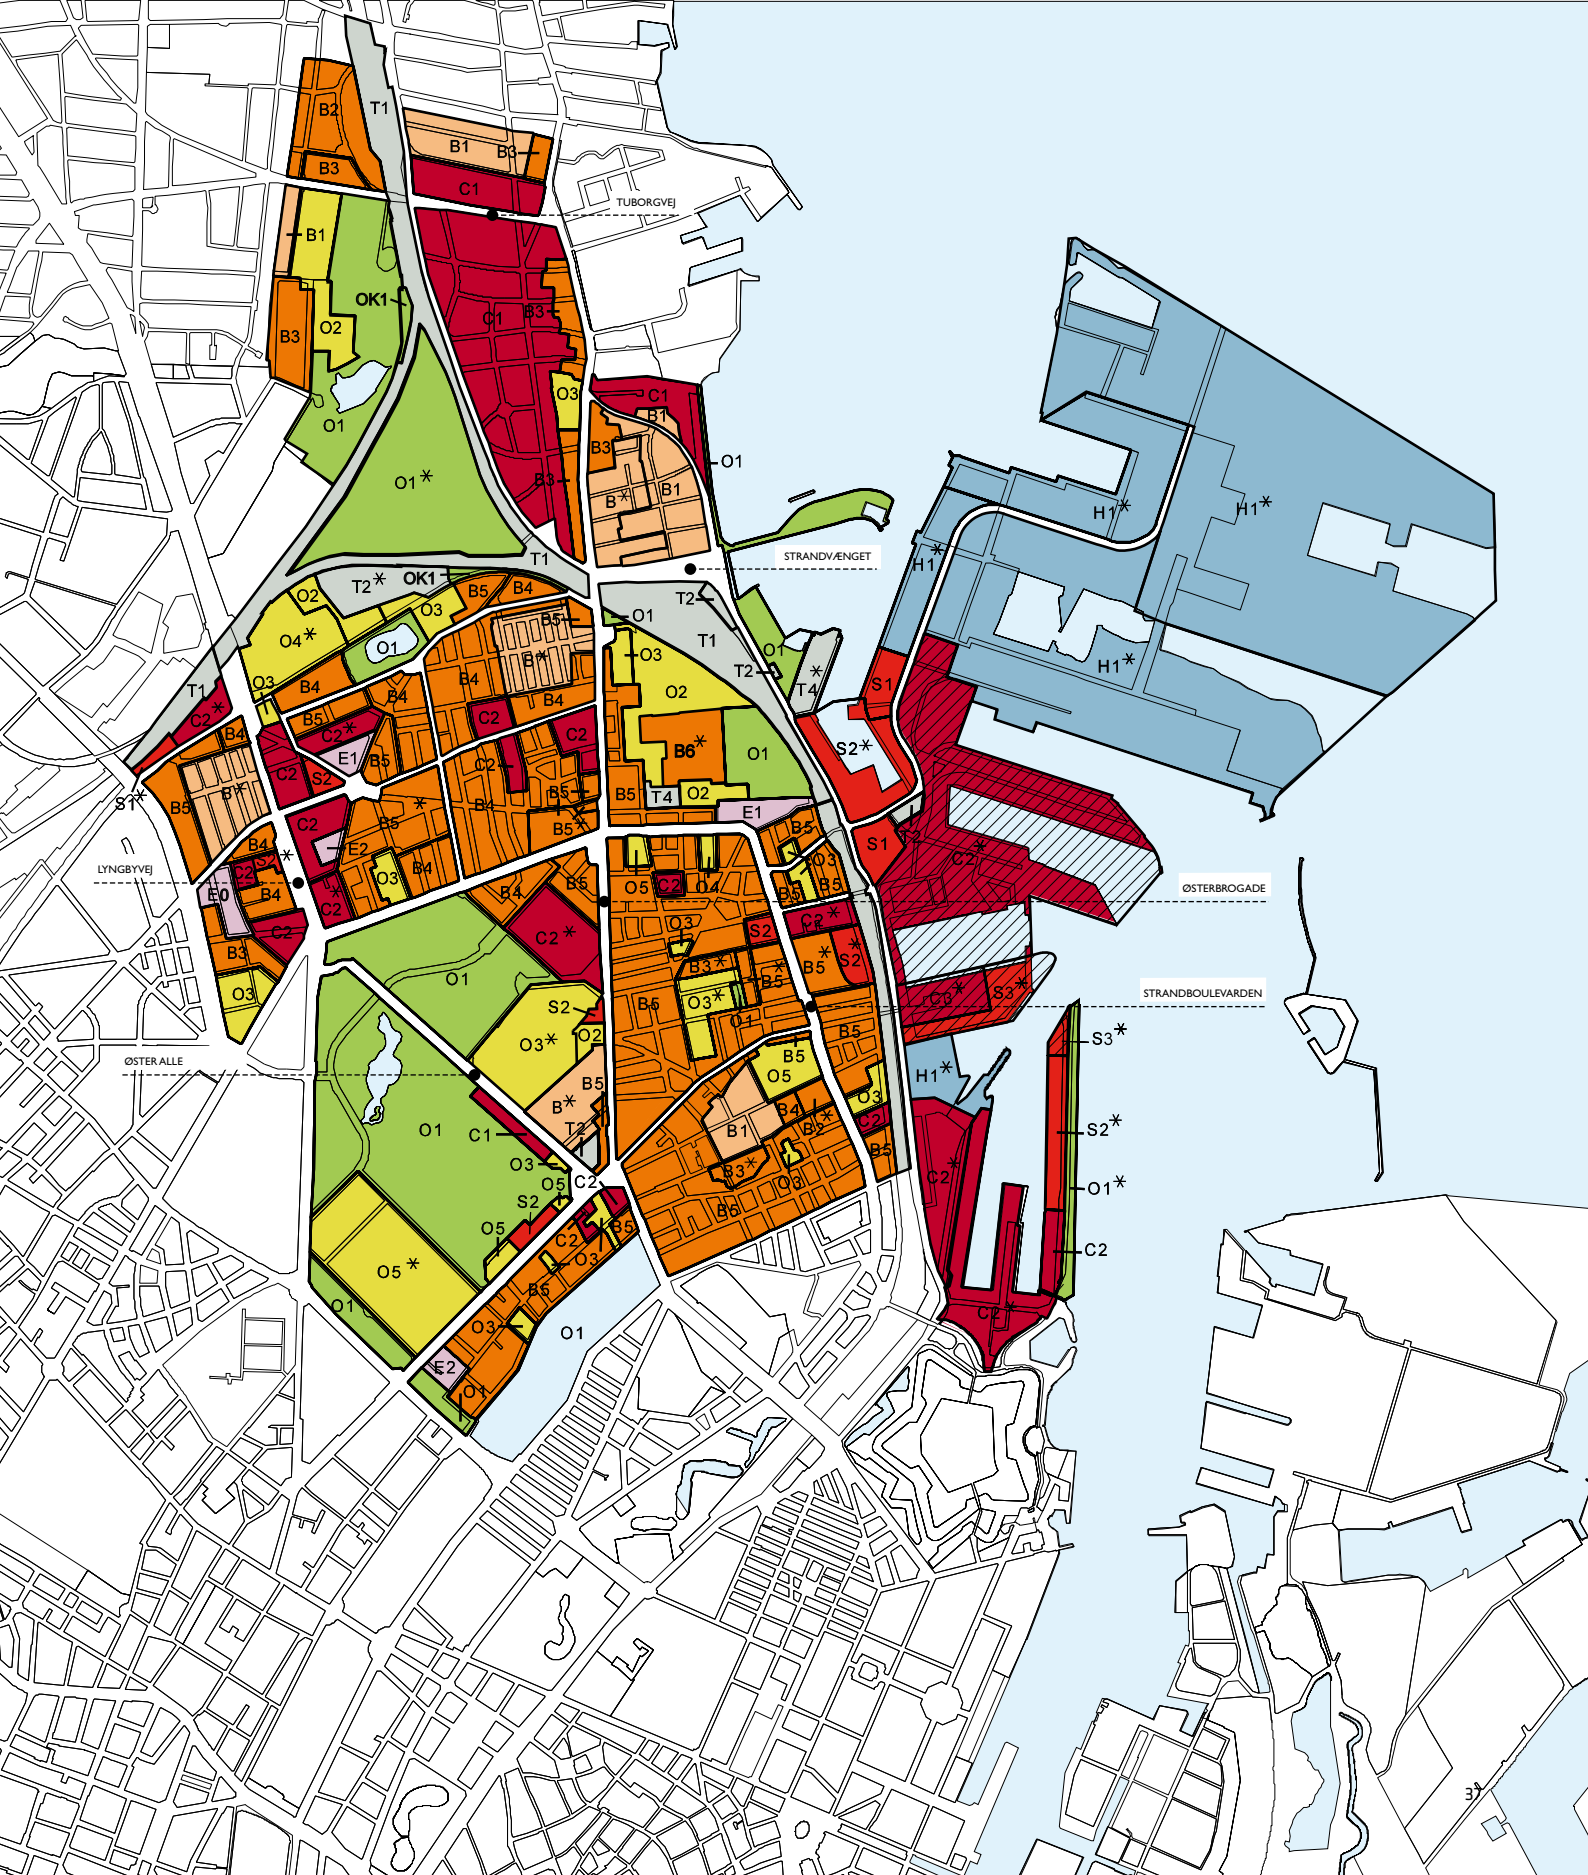 B2
T1
B1
B3
B3
C1
TUBORGVEJ
B1
OK1
C1
B3
B3
O2
O3
C1
B1
O1
B3
O1
O1*
B3
B*
B1
H1*
H1*
STRANDVÆNGET
H1*
T1
T2*
OK1
O2
O3
B5
B4
T2
O1
B5
O4*
T1
O1
O3
B*
O1
H1*
T2
O3
B4
B4
B4
O2
T4*
S1
T1
C2*
B5
B4
C2
C2
B4
C2*
B6*
O1
S2*
E1
B5
C2
S2
C2
B5
B*
B5
T4
O2
S1*
B5
*
B4
E1
C2
B5
B5*
B5
T2
S1
C2*
B4
E2
S2*
O3
LYNGBYVEJ
C2
B4
O3
B5
O5
C2
O4
B5
B5
ØSTERBROGADE
E0
B4
C2*
B4
C2
C2*
O3
S2
C2*
B3
O1
B3*
B5*
B5*
S2*
O3
S2
B5
O3*
C3*
S3*
STRANDBOULEVARDEN
O1
O3*
O2
B5
B5
S3*
ØSTER ALLE
O5
H1*
B5
B*
O3
O1
C1
T2
B1
B4
B2*
C2
S2*
O3
B3*
B5
C2*
O1*
C2
O3
O5
S2
B5
O5
B5
C2
C2
O3
O5*
B5
O1
C2*
O3
O1
E2
O1
37